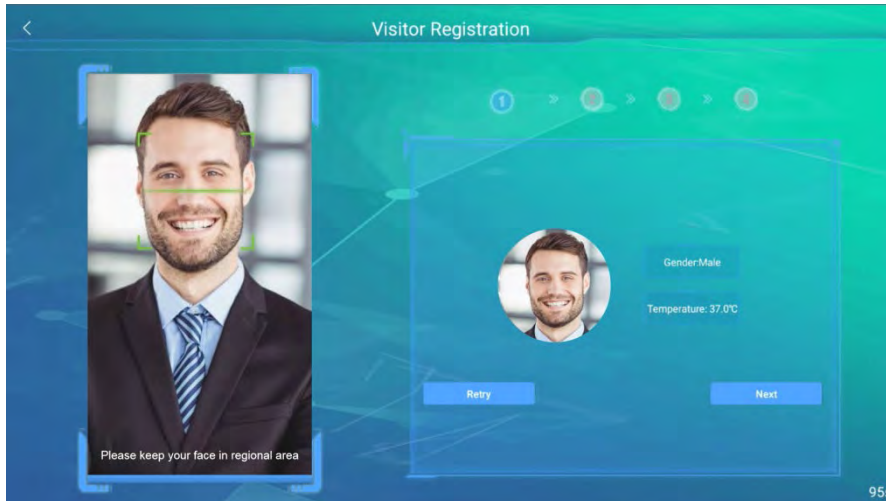 Visitor Registration
1
Gender:Male
Temperature: 37.0℃
Retry
Next
Please keep your face in regional area
95